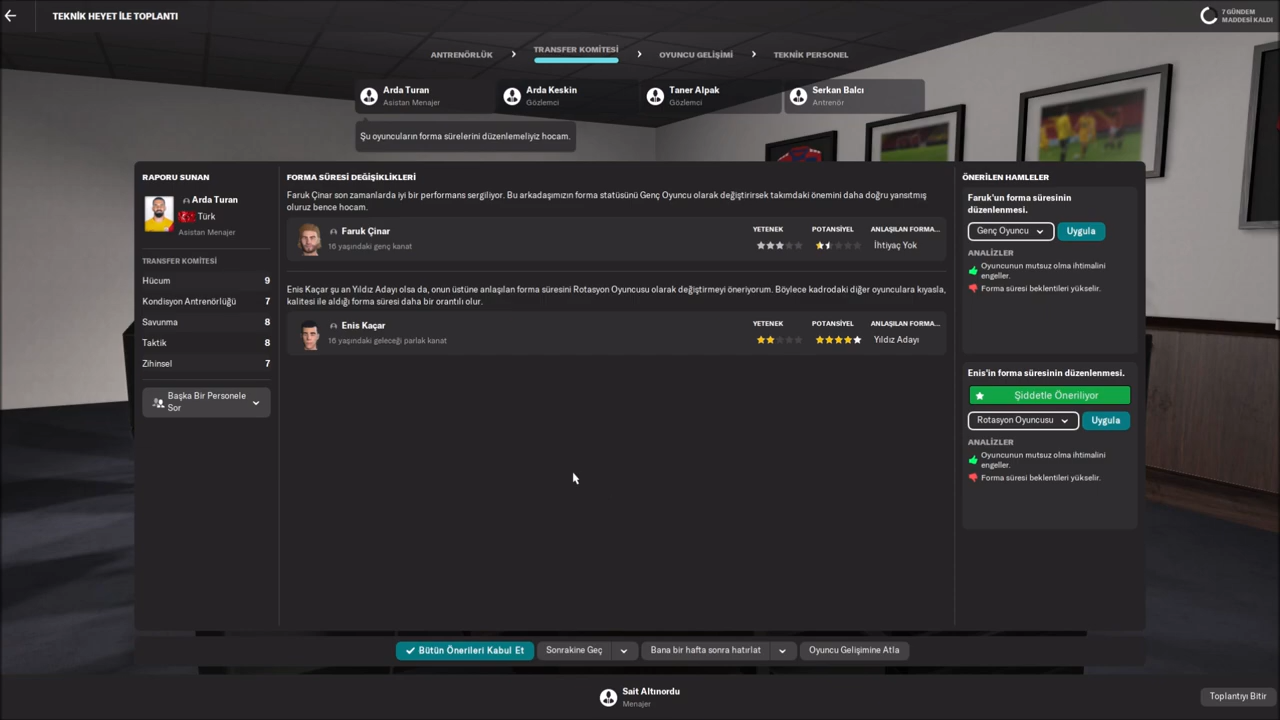 TEKNİK HEYET İLE TOPLANTI
7 GÜNDEM
MADDESİ KALDI
ANTRENÖRLÜK
TRANSFER KOMİTESİ
OYUNCU GELİŞİMİ
TEKNİK PERSONEL
Arda Turan
Asistan Menajer
Arda Keskin
Gözlemci
Taner Alpak
Gözlemci
Serkan Balcı
Antrenör
Şu oyuncuların forma sürelerini düzenlemeliyiz hocam.
RAPORU SUNAN
Arda Turan
Türk
Asistan Menajer
TRANSFER KOMİTESİ
Hücum 9
Kondisyon Antrenörlüğü 7
Savunma 8
Taktik 8
Zihinsel 7
Başka Bir Personele
Sor
FORMA SÜRESİ DEĞİŞİKLİKLERİ
Faruk Çinar son zamanlarda iyi bir performans sergiliyor. Bu arkadaşımızın forma statüsünü Genç Oyuncu olarak değiştirirsek takımdaki önemini daha doğru yansıtmış
oluruz bence hocam.
Faruk Çinar
16 yaşındaki genç kanat
YETENEK
POTANSİYEL
ANLAŞILAN FORMA...
İhtiyaç Yok
Enis Kaçar şu an Yıldız Adayı olsa da, onun üstüne anlaşılan forma süresini Rotasyon Oyuncusu olarak değiştirmeyi öneriyorum. Böylece kadrodaki diğer oyunculara kıyasla,
kalitesi ile aldığı forma süresi daha bir orantılı olur.
Enis Kaçar
16 yaşındaki geleceği parlak kanat
YETENEK
POTANSİYEL
ANLAŞILAN FORMA...
Yıldız Adayı
ÖNERİLEN HAMLELER
Faruk'un forma süresinin
düzenlenmesi.
Genç Oyuncu
Uygula
ANALİZLER
Oyuncunun mutsuz olma ihtimalini
engeller.
Forma süresi beklentileri yükselir.
Enis'in forma süresinin düzenlenmesi.
Şiddetle Öneriliyor
Rotasyon Oyuncusu
Uygula
ANALİZLER
Oyuncunun mutsuz olma ihtimalini
engeller.
Forma süresi beklentileri yükselir.
Bütün Önerileri Kabul Et
Sonrakine Geç
Bana bir hafta sonra hatırlat
Oyuncu Gelişimine Atla
Sait Altınordu
Menajer
Toplantıyı Bitir